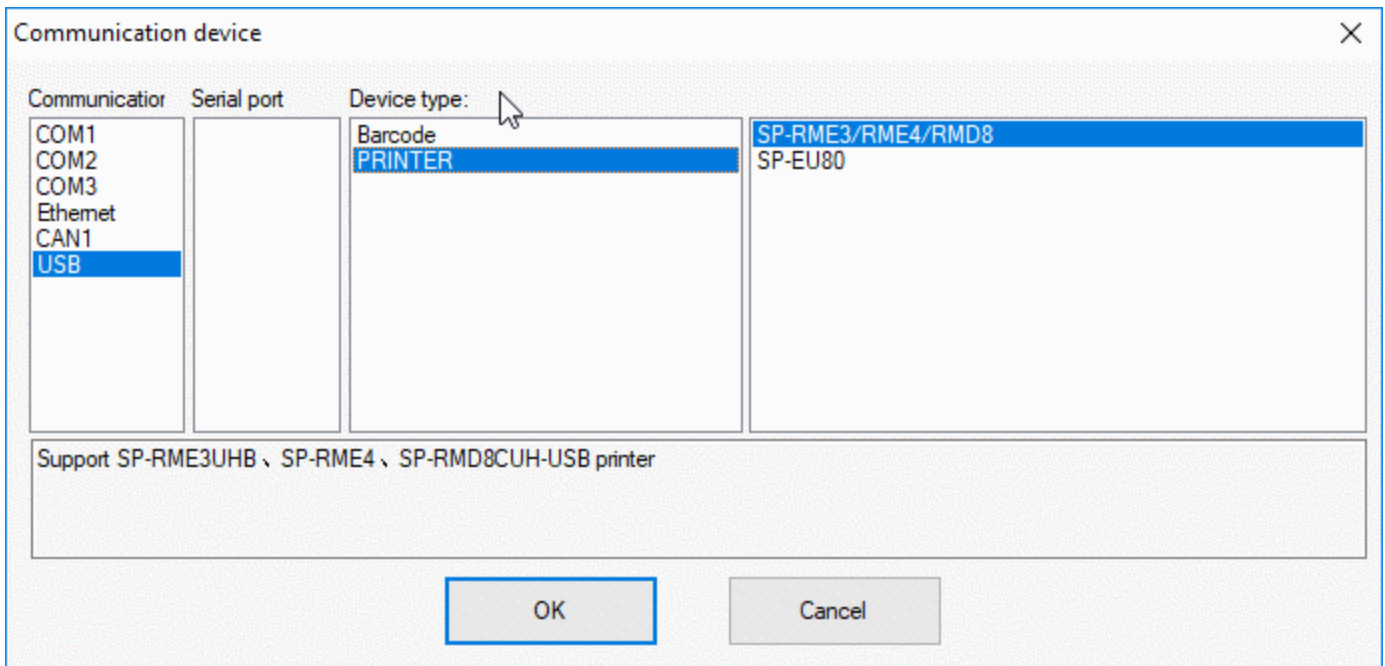 Communication device
Communication
Serial port
Device type:
COM1
COM2
COM3
Ethernet
CAN1
USB
Barcode
PRINTER
SP-RME3/RME4/RMD8
SP-EU80
Support SP-RME3UHB、SP-RME4、SP-RMD8CUH-USB printer
OK
Cancel